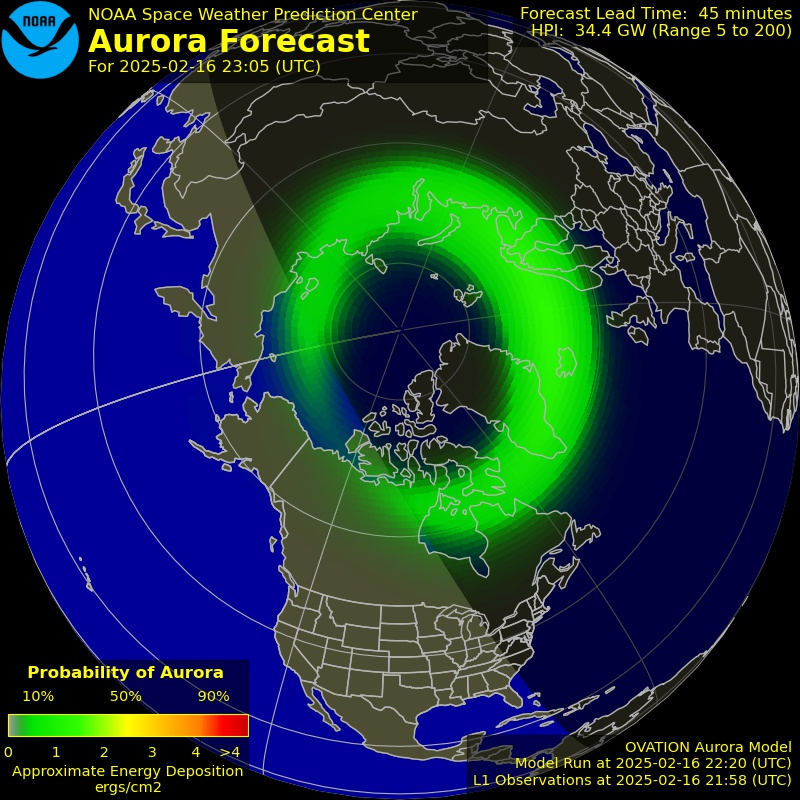 NOAA
NOAA Space Weather Prediction Center
Aurora Forecast
For 2025-02-16 23:05 (UTC)
Forecast Lead Time: 45 minutes
HPI: 34.4 GW (Range 5 to 200)
Probability of Aurora
10% 50% 90%
0 1 2 3 4 >4
Approximate Energy Deposition
ergs/cm2
OVATION Aurora Model
Model Run at 2025-02-16 22:20 (UTC)
L1 Observations at 2025-02-16 21:58 (UTC)